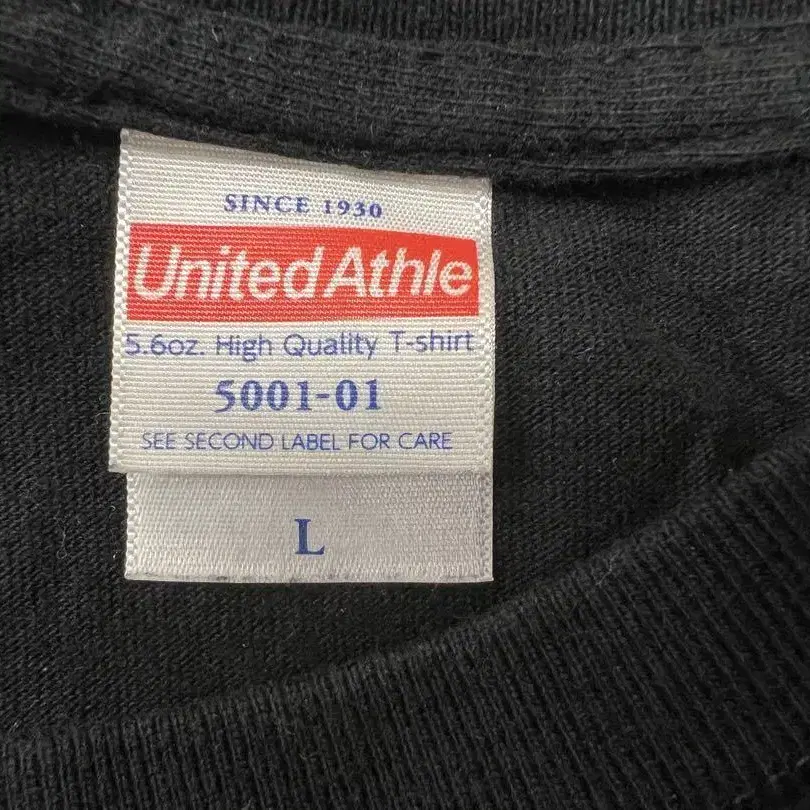 SINCE 1930
United Athle
5.6oz. High Quality T-shirt
5001-01
SEE SECOND LABEL FOR CARE
L